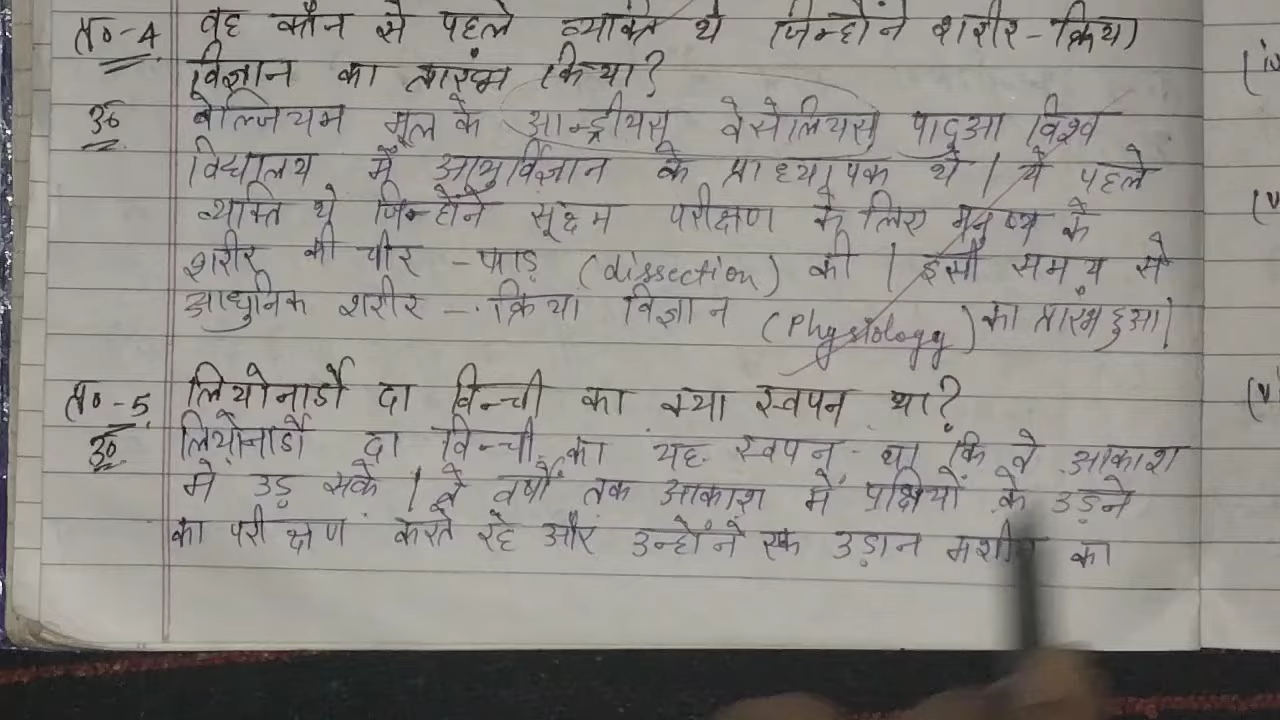 प्र०-4 वह कौन से पहले व्यक्ति थे जिन्होंने शरीर-क्रिया
विज्ञान का प्रारंभ किया?
उ० बेल्जियम मूल के आन्द्रीयस् वेसेलियस् पादुआ विश्व
विद्यालय में आयुर्विज्ञान के प्राध्यापक थे। ये पहले
व्यक्ति थे जिन्होंने सूक्ष्म परीक्षण के लिए मनुष्य के
शरीर की चीर-फाड़ (dissection) की। इसी समय से
आधुनिक शरीर-क्रिया विज्ञान (Physiology) का प्रारंभ हुआ।
प्र०-5 लियोनार्डो दा विन्ची का क्या स्वपन था?
उ० लियोनार्डो दा विन्ची का यह स्वपन था कि वे आकाश
मे उड़ सकें। वे वर्षों तक आकाश में पक्षियों के उड़ने
का परीक्षण करते रहे और उन्होंने एक उड़ान मशीन का
(iv
(v
(v